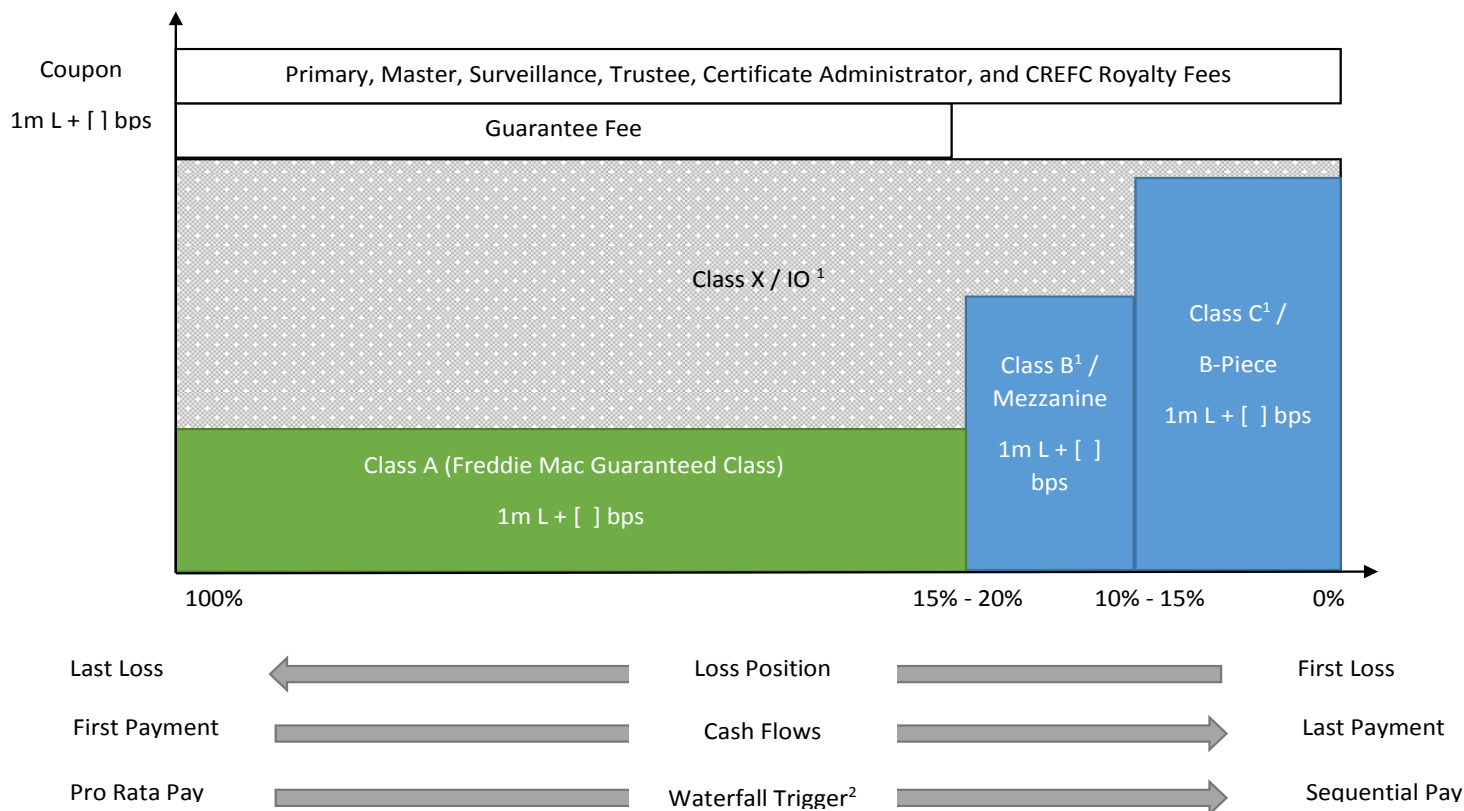 Coupon
1m L + [ ] bps
Primary, Master, Surveillance, Trustee, Certificate Administrator, and CREFC Royalty Fees
Guarantee Fee
Class X / IO 1
Class A (Freddie Mac Guaranteed Class)
1m L + [ ] bps
Class B1 /
Mezzanine
1m L + [ ]
bps
Class C1 /
B-Piece
1m L + [ ] bps
100%
15% - 20%
10% - 15%
0%
Last Loss
Loss Position
First Loss
First Payment
Cash Flows
Last Payment
Pro Rata Pay
Waterfall Trigger2
Sequential Pay